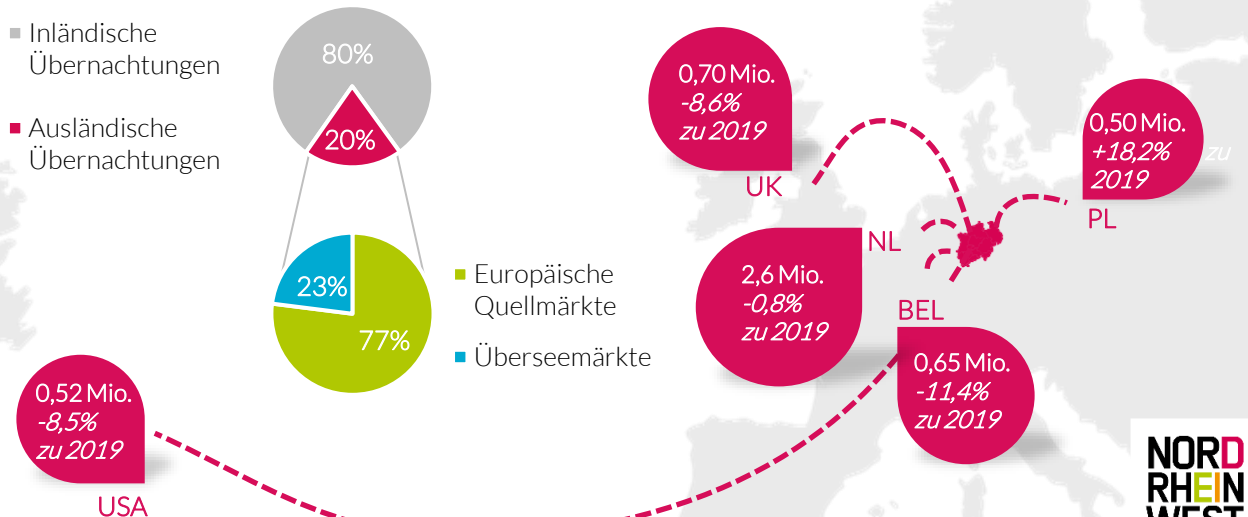 Inländische
Übernachtungen
Ausländische
Übernachtungen
80%
20%
23%
77%
Europäische
Quellmärkte
Überseemärkte
0,70 Mio.
-8,6%
zu 2019
UK
0,50 Mio.
+18,2% zu
2019
PL
NL
2,6 Mio.
-0,8%
zu 2019
BEL
0,65 Mio.
-11,4%
zu 2019
0,52 Mio.
-8,5%
zu 2019
USA
NORD
RHEIN
WEST